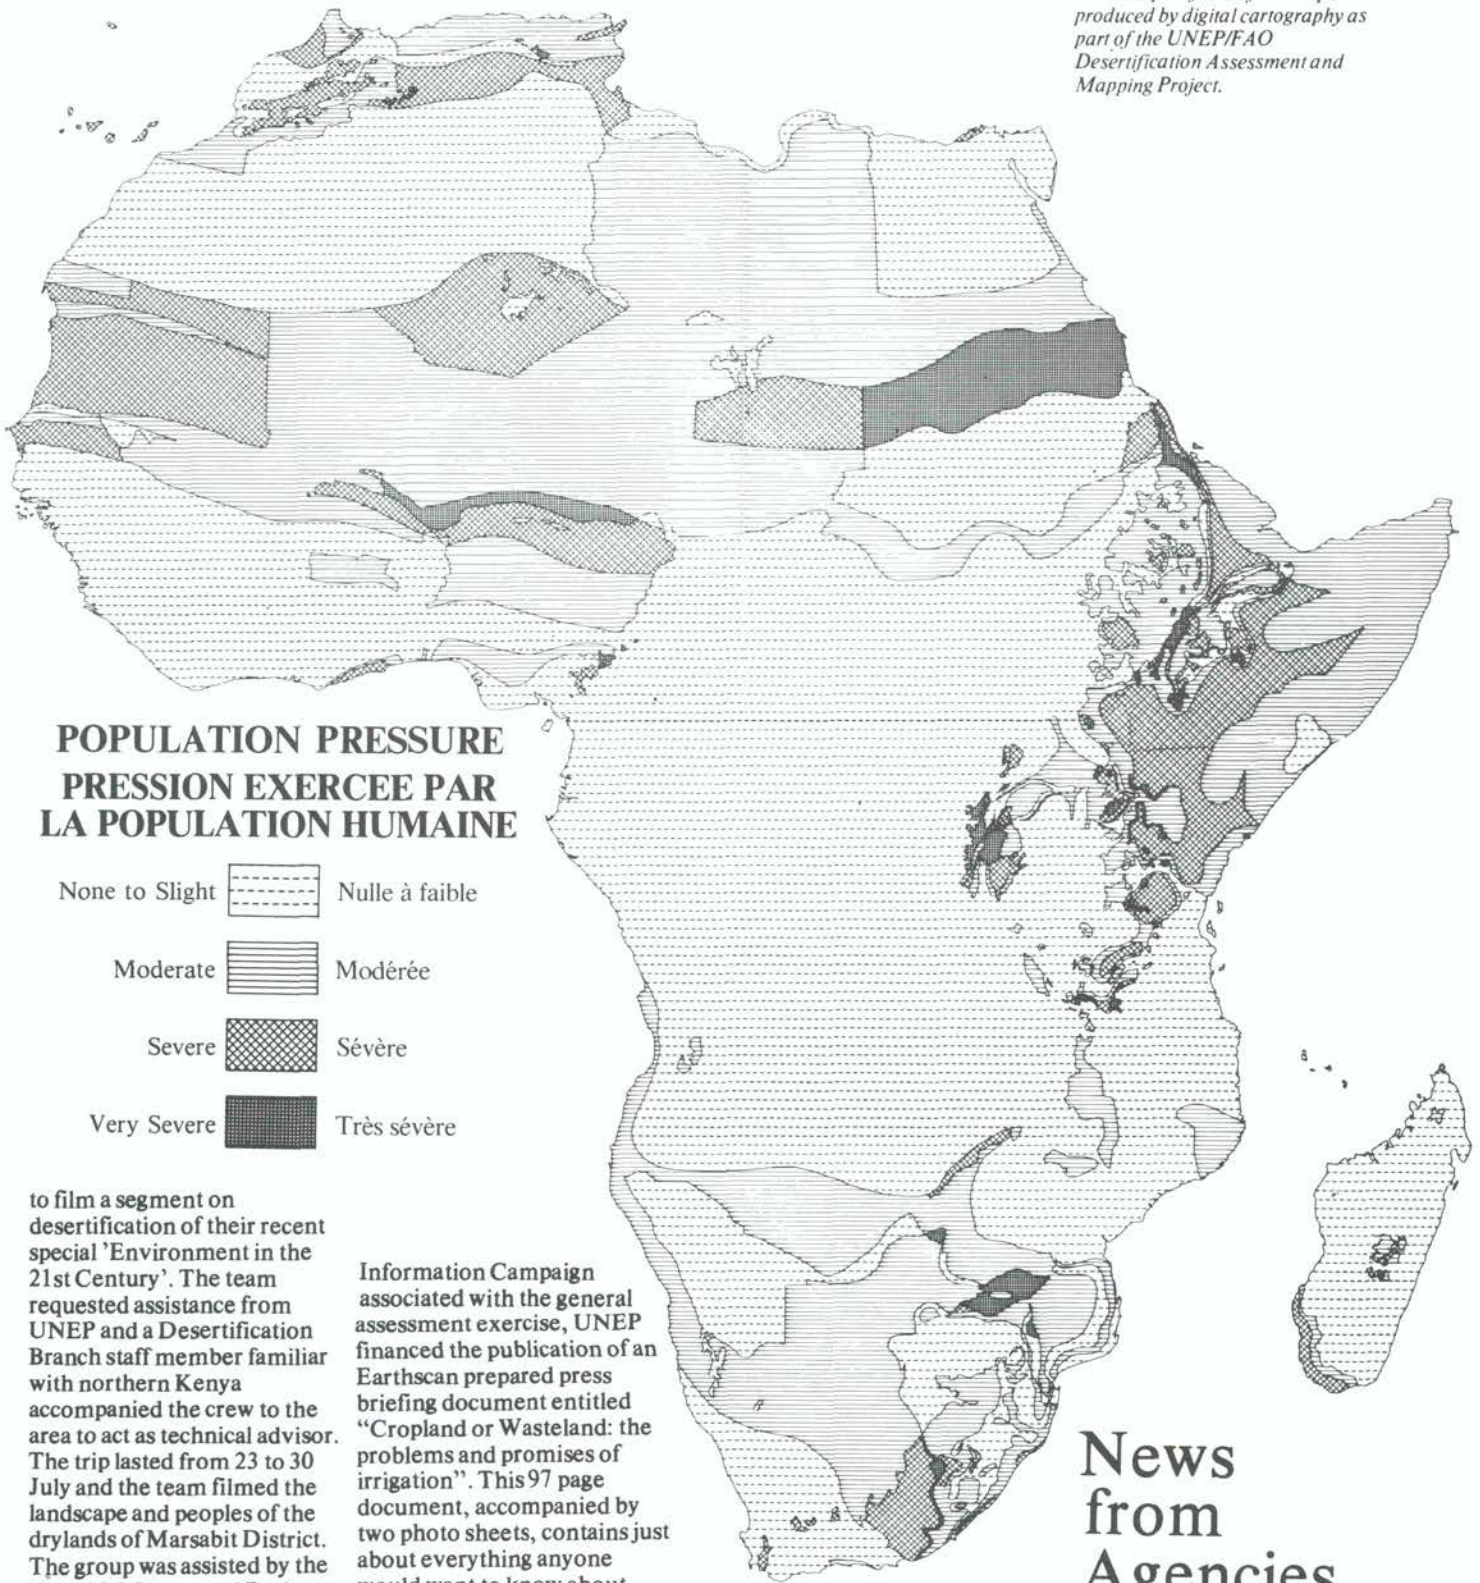 produced by digital cartography as
part of the UNEP/FAO
Desertification Assessment and
Mapping Project.
POPULATION PRESSURE
PRESSION EXERCEE PAR
LA POPULATION HUMAINE
None to Slight Nulle à faible
Moderate Modérée
Severe Sévère
Very Severe Très sévère
to film a segment on
desertification of their recent
special 'Environment in the
21st Century'. The team
requested assistance from
UNEP and a Desertification
Branch staff member familiar
with northern Kenya
accompanied the crew to the
area to act as technical advisor.
The trip lasted from 23 to 30
July and the team filmed the
landscape and peoples of the
drylands of Marsabit District.
The group was assisted by the
Information Campaign
associated with the general
assessment exercise, UNEP
financed the publication of an
Earthscan prepared press
briefing document entitled
"Cropland or Wasteland: the
problems and promises of
irrigation". This 97 page
document, accompanied by
two photo sheets, contains just
about everything anyone
would want to know about
News
from
Agencies